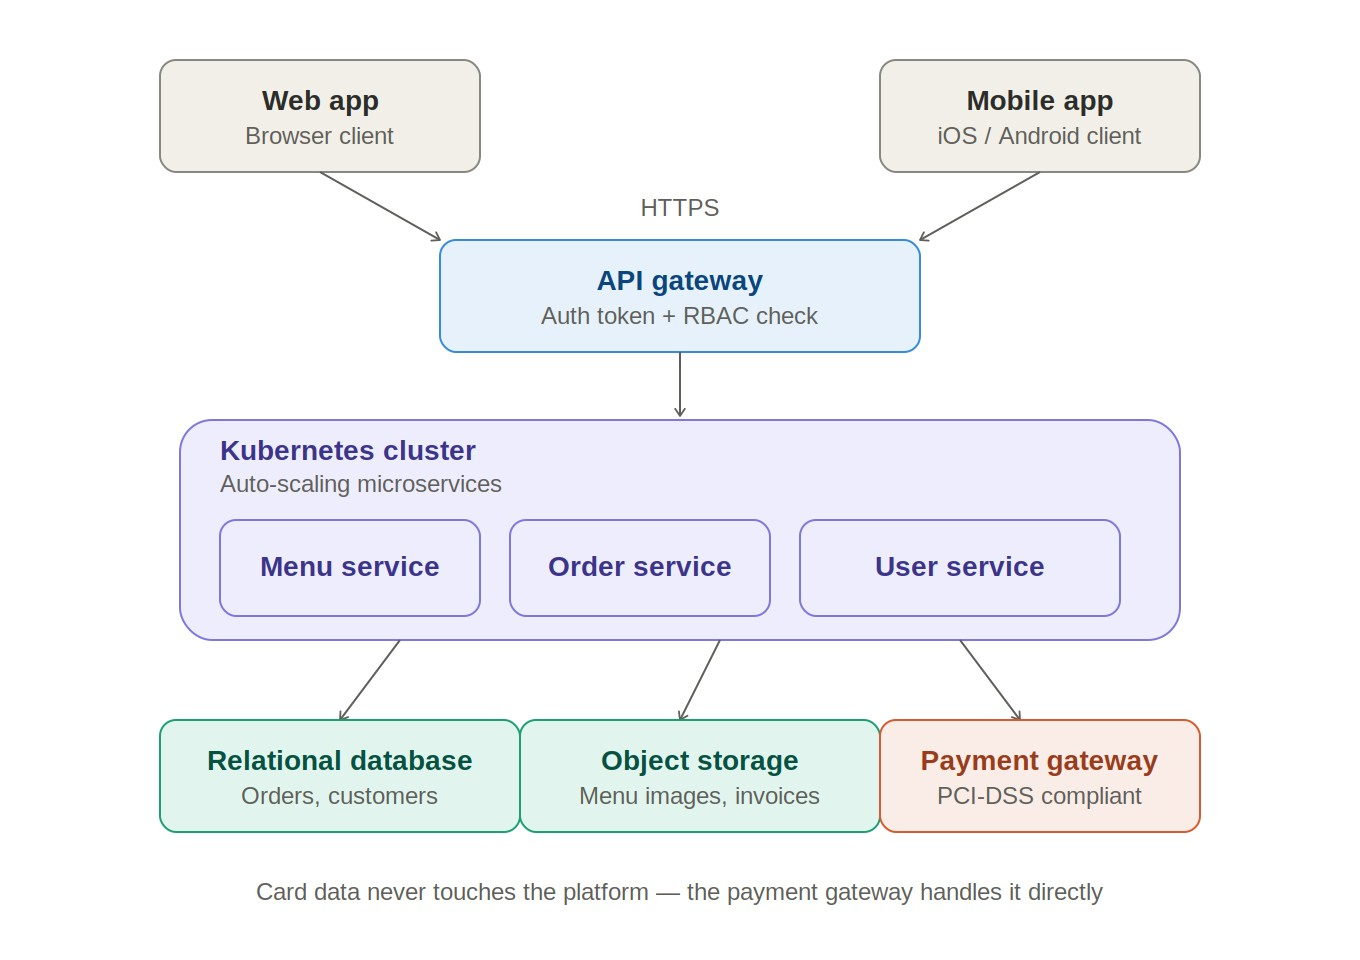 Web app
Browser client
Mobile app
iOS / Android client
HTTPS
API gateway
Auth token + RBAC check
Kubernetes cluster
Auto-scaling microservices
Menu service
Order service
User service
Relational database
Orders, customers
Object storage
Menu images, invoices
Payment gateway
PCI-DSS compliant
Card data never touches the platform — the payment gateway handles it directly